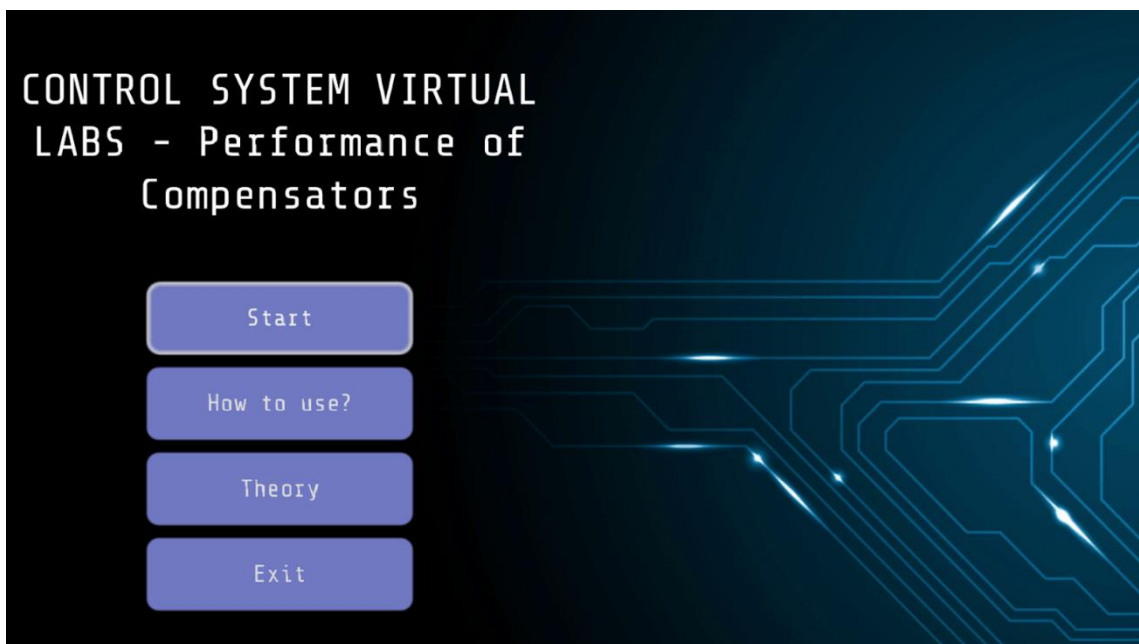 CONTROL SYSTEM VIRTUAL
LABS - Performance of
Compensators
Start
How to use?
Theory
Exit